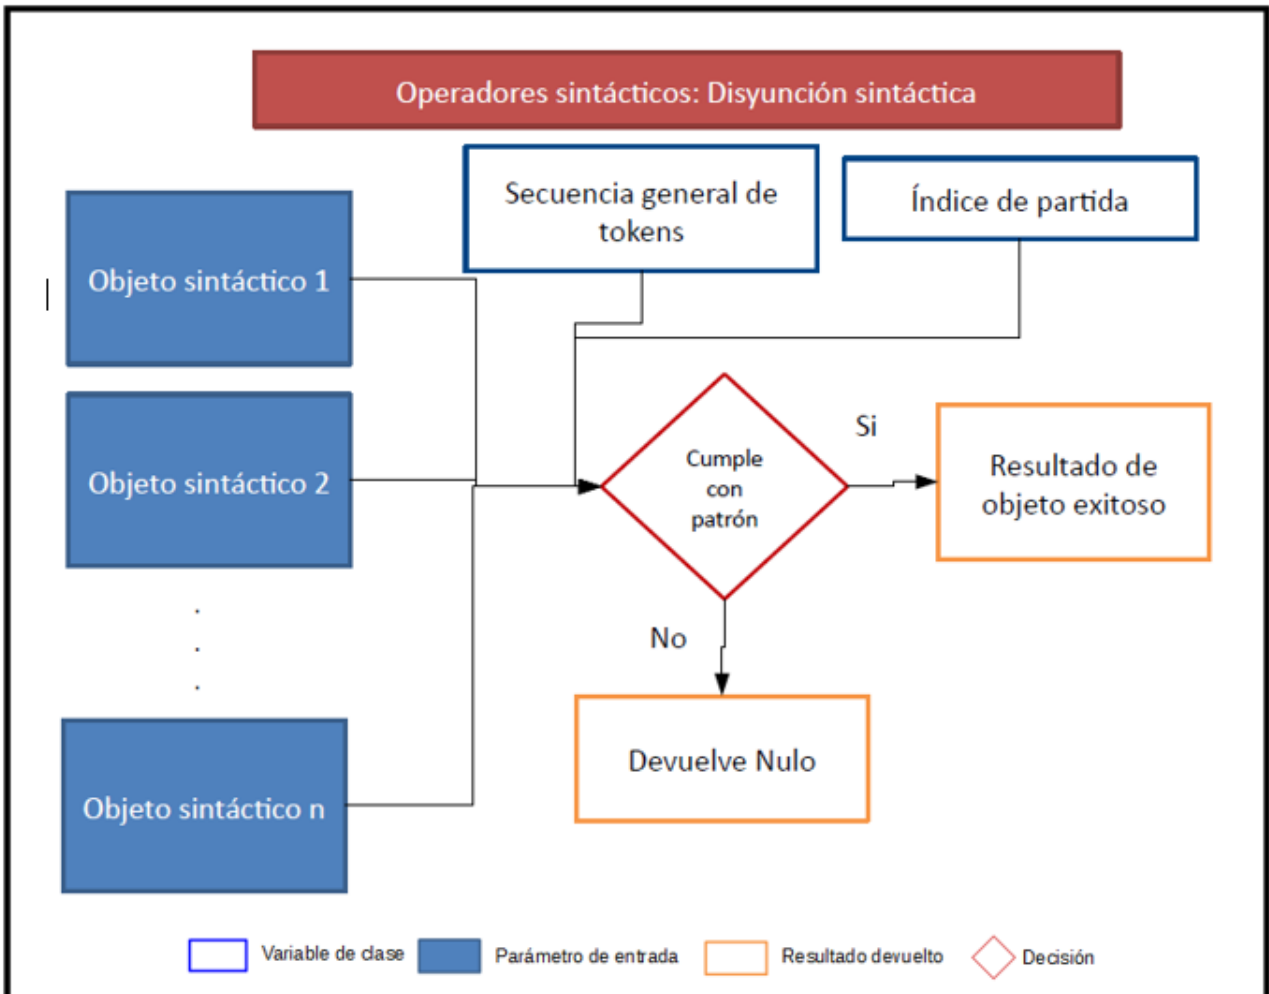 Operadores sintácticos: Disyunción sintáctica
Secuencia general de
tokens
Índice de partida
Objeto sintáctico 1
Objeto sintáctico 2
.
.
.
Objeto sintáctico n
Cumple
con
patrón
Si
Resultado de
objeto exitoso
No
Devuelve Nulo
Variable de clase
Parámetro de entrada
Resultado devuelto
Decisión